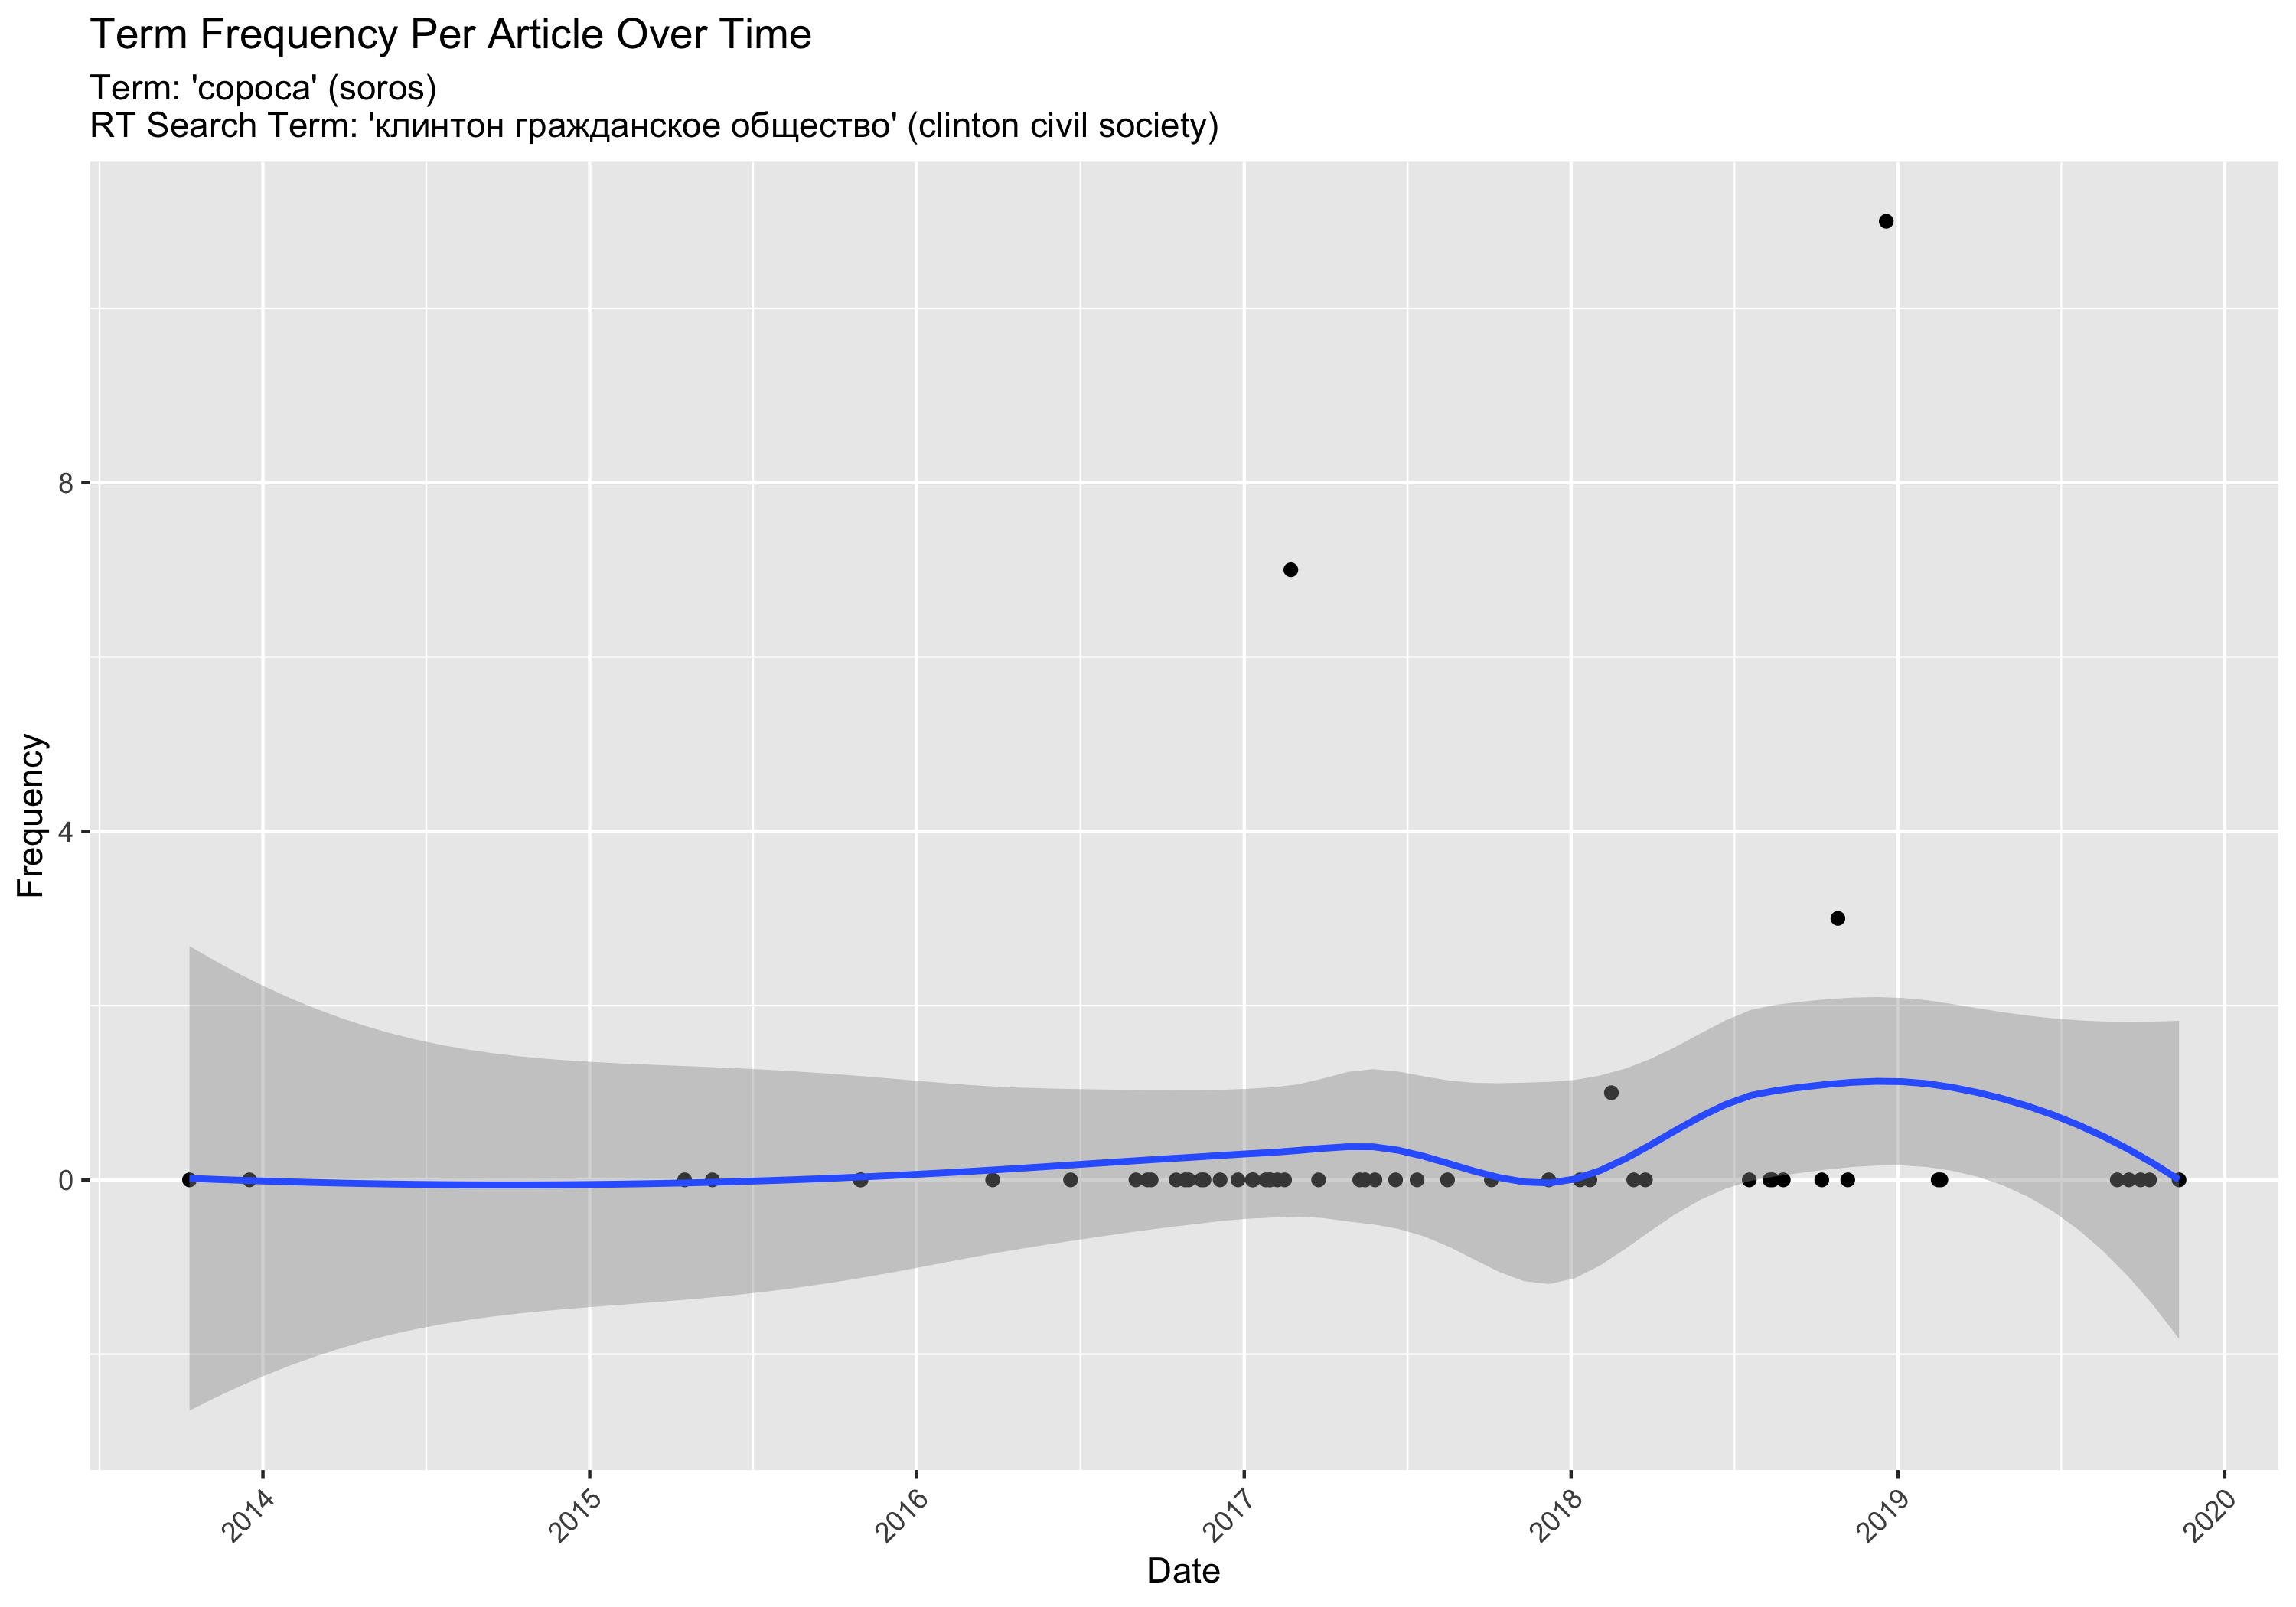 Term Frequency Per Article Over Time
Term: 'сороса' (soros)
RT Search Term: 'клинтон гражданское общество' (clinton civil society)
Frequency
8
4
0
2014
2015
2016
2017
2018
2019
2020
Date